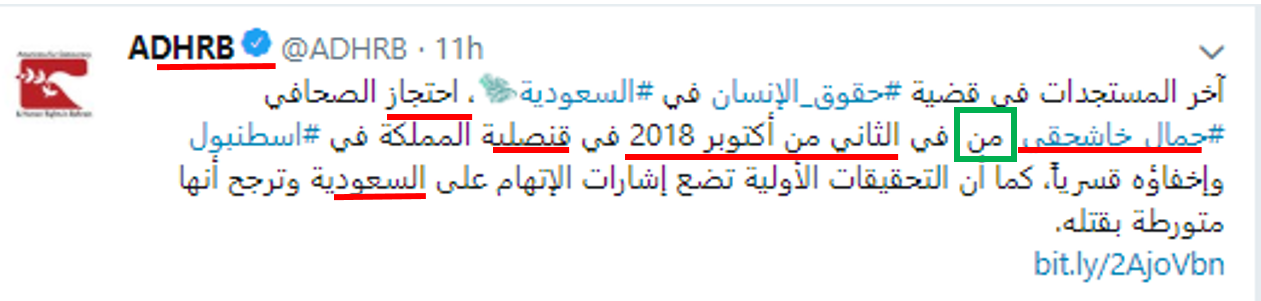 ADHRB @ADHRB · 11h
آخر المستجدات في قضية #حقوق_الإنسان في #السعودية ، احتجاز الصحافي
#جمال_خاشقجي من في الثاني من أكتوبر 2018 في قنصلية المملكة في #اسطنبول
وإخفاؤه قسرياً، كما أن التحقيقات الأولية تضع إشارات الإتهام على السعودية وترجح أنها
متورطة بقتله.
bit.ly/2AjoVbn